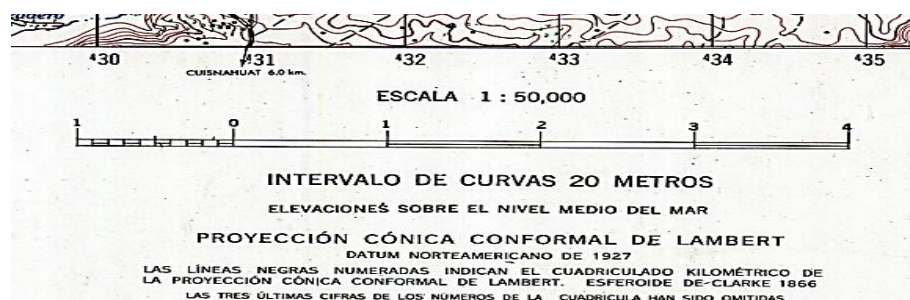 430 431 432 433 434 435
CUISNAHUAT 6.0 km.
ESCALA 1 : 50,000
1 0 1 2 3 4
INTERVALO DE CURVAS 20 METROS
ELEVACIONES SOBRE EL NIVEL MEDIO DEL MAR
PROYECCIÓN CÓNICA CONFORMAL DE LAMBERT
DATUM NORTEAMERICANO DE 1927
LAS LÍNEAS NEGRAS NUMERADAS INDICAN EL CUADRICULADO KILOMÉTRICO DE
LA PROYECCIÓN CÓNICA CONFORMAL DE LAMBERT. ESFEROIDE DE CLARKE 1866
LAS TRES ÚLTIMAS CIFRAS DE LOS NÚMEROS DE LA CUADRÍCULA HAN SIDO OMITIDAS